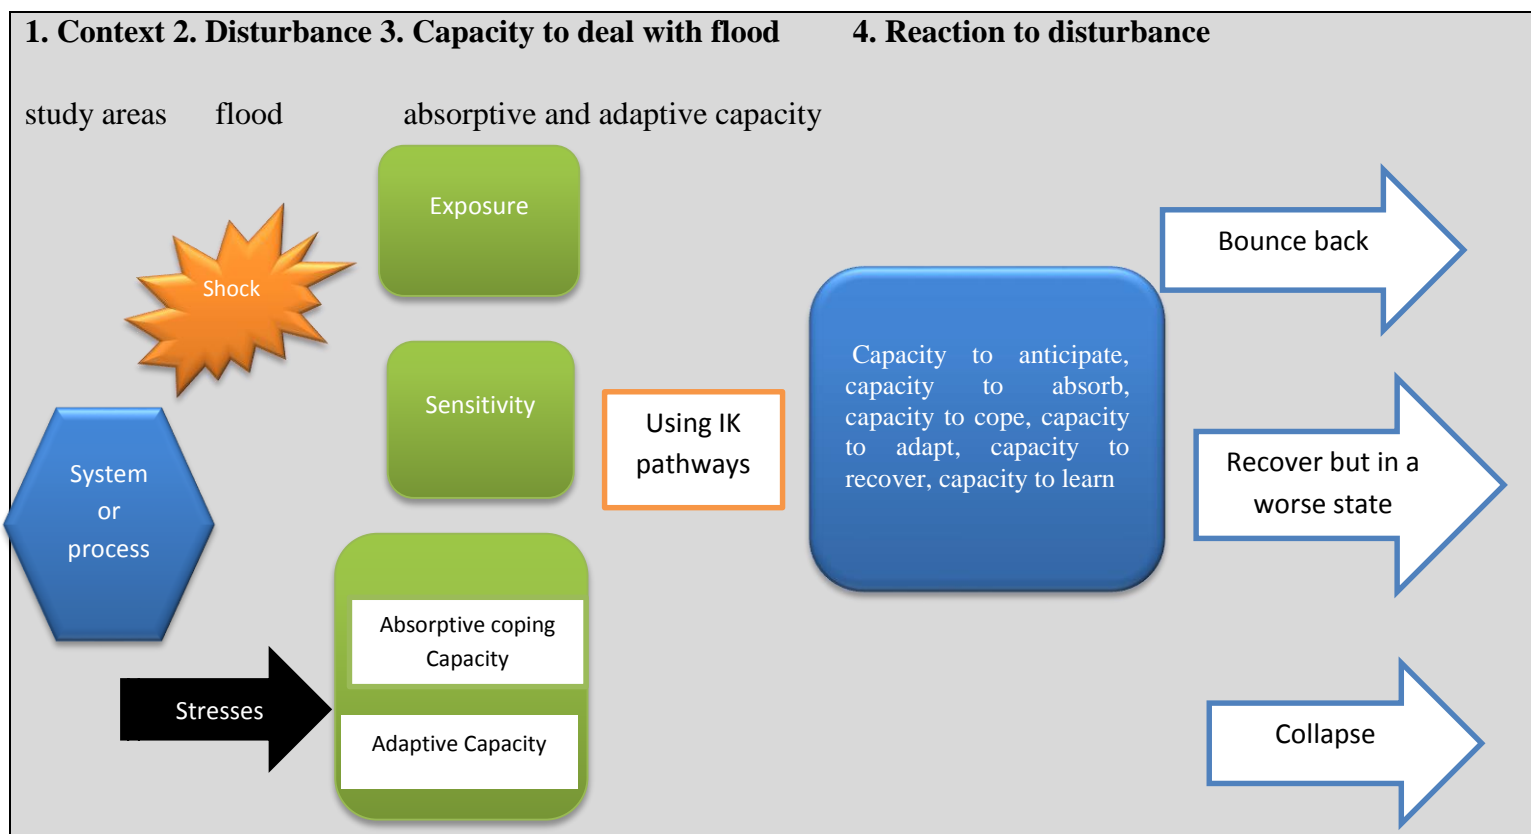 1. Context 2. Disturbance 3. Capacity to deal with flood 4. Reaction to disturbance
study areas flood absorptive and adaptive capacity
Shock
System
or
process
Stresses
Exposure
Sensitivity
Absorptive coping
Capacity
Adaptive Capacity
Using IK
pathways
Capacity to anticipate,
capacity to absorb,
capacity to cope, capacity
to adapt, capacity to
recover, capacity to learn
Bounce back
Recover but in a
worse state
Collapse